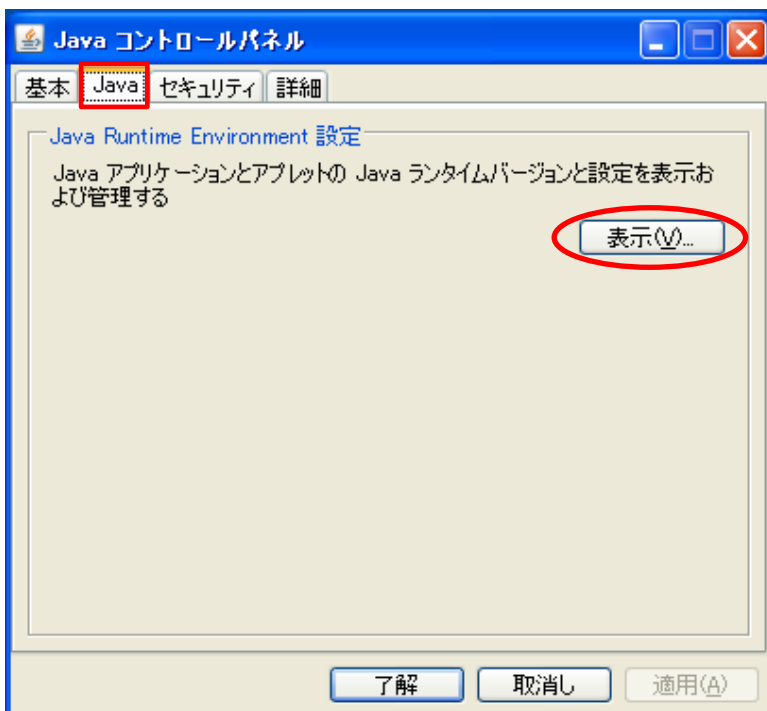 Java コントロールパネル
基本 Java セキュリティ 詳細
Java Runtime Environment 設定
Java アプリケーションとアプレットの Java ランタイムバージョンと設定を表示お
よび管理する
表示(V)...
了解 取消し 適用(A)